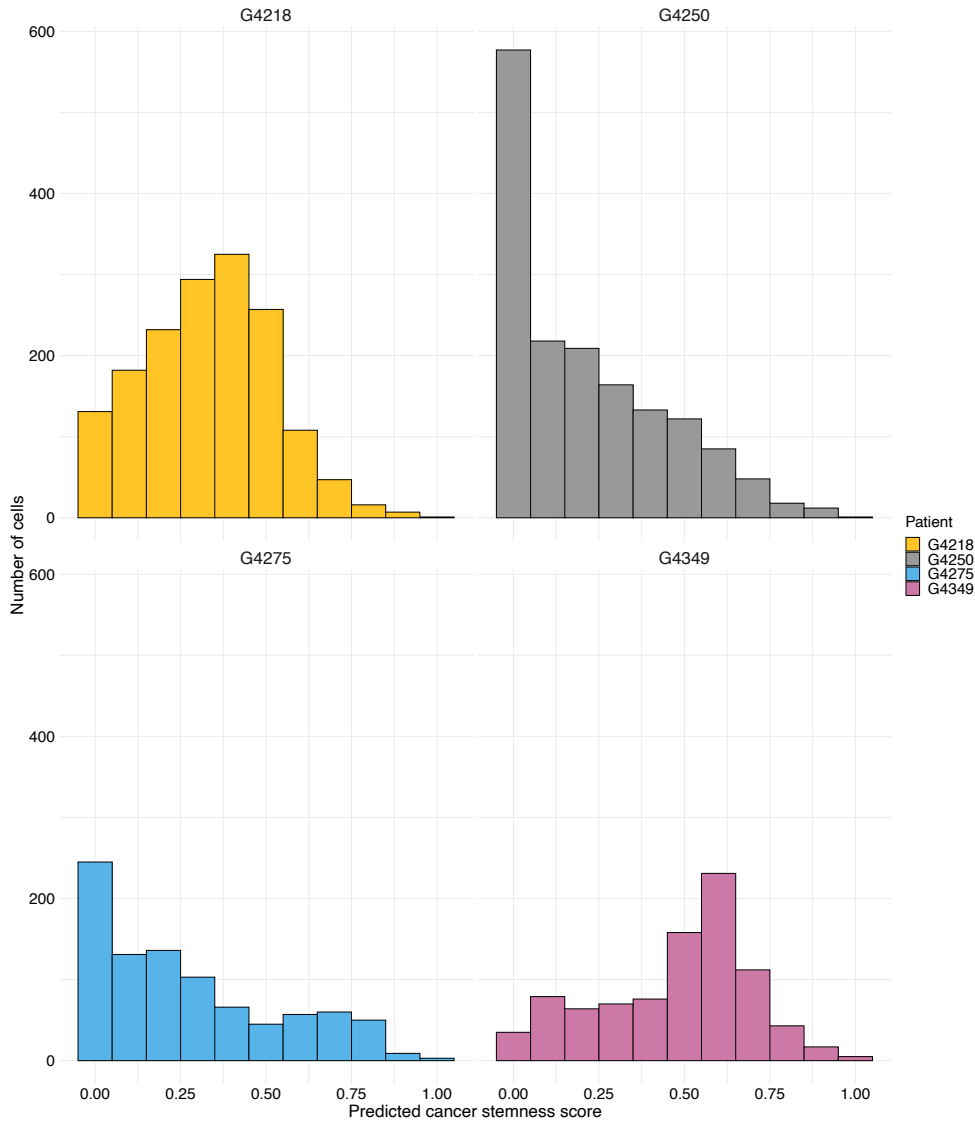 G4218 G4250
600
400
200
0
Number of cells
Patient
G4218
G4250
G4275
G4349
G4275 G4349
600
400
200
0
0.00 0.25 0.50 0.75 1.00 0.00 0.25 0.50 0.75 1.00
Predicted cancer stemness score